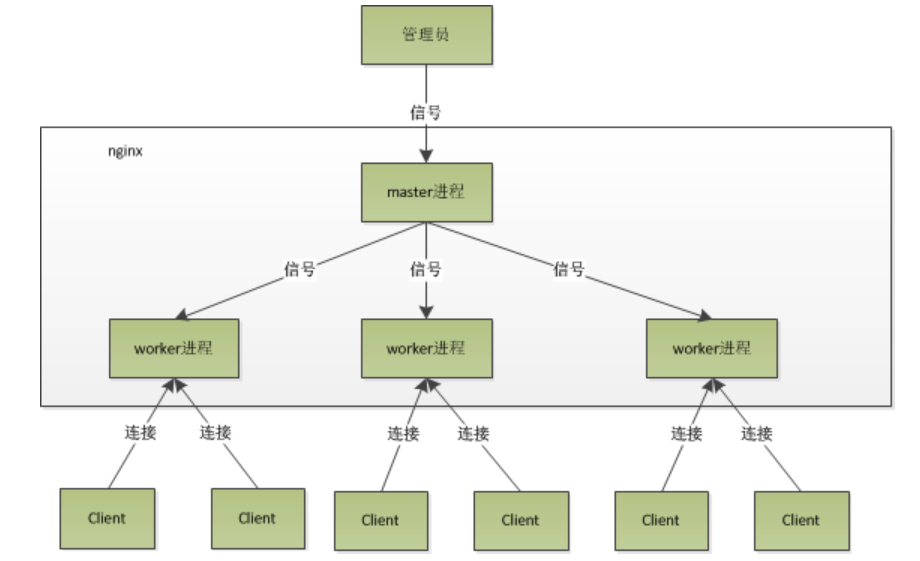 管理员
信号
nginx
master进程
信号 信号 信号
worker进程 worker进程 worker进程
连接 连接 连接 连接 连接 连接
Client Client Client Client Client Client